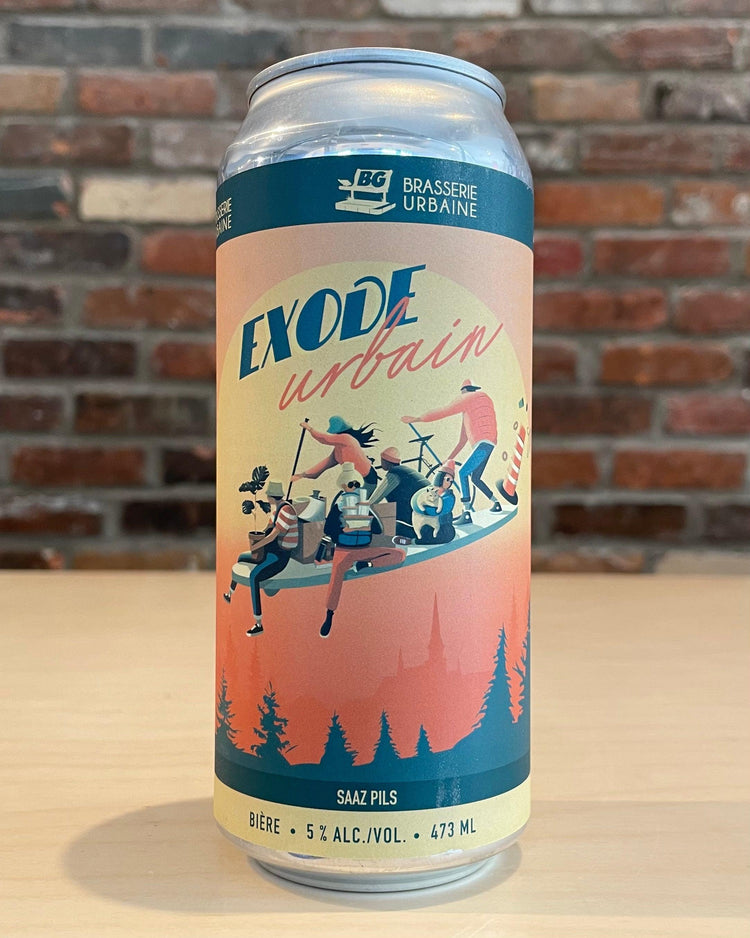 BG
BRASSERIE
URBAINE
EXODE
urbain
SAAZ PILS
BIÈRE • 5 % ALC./VOL. • 473 ML